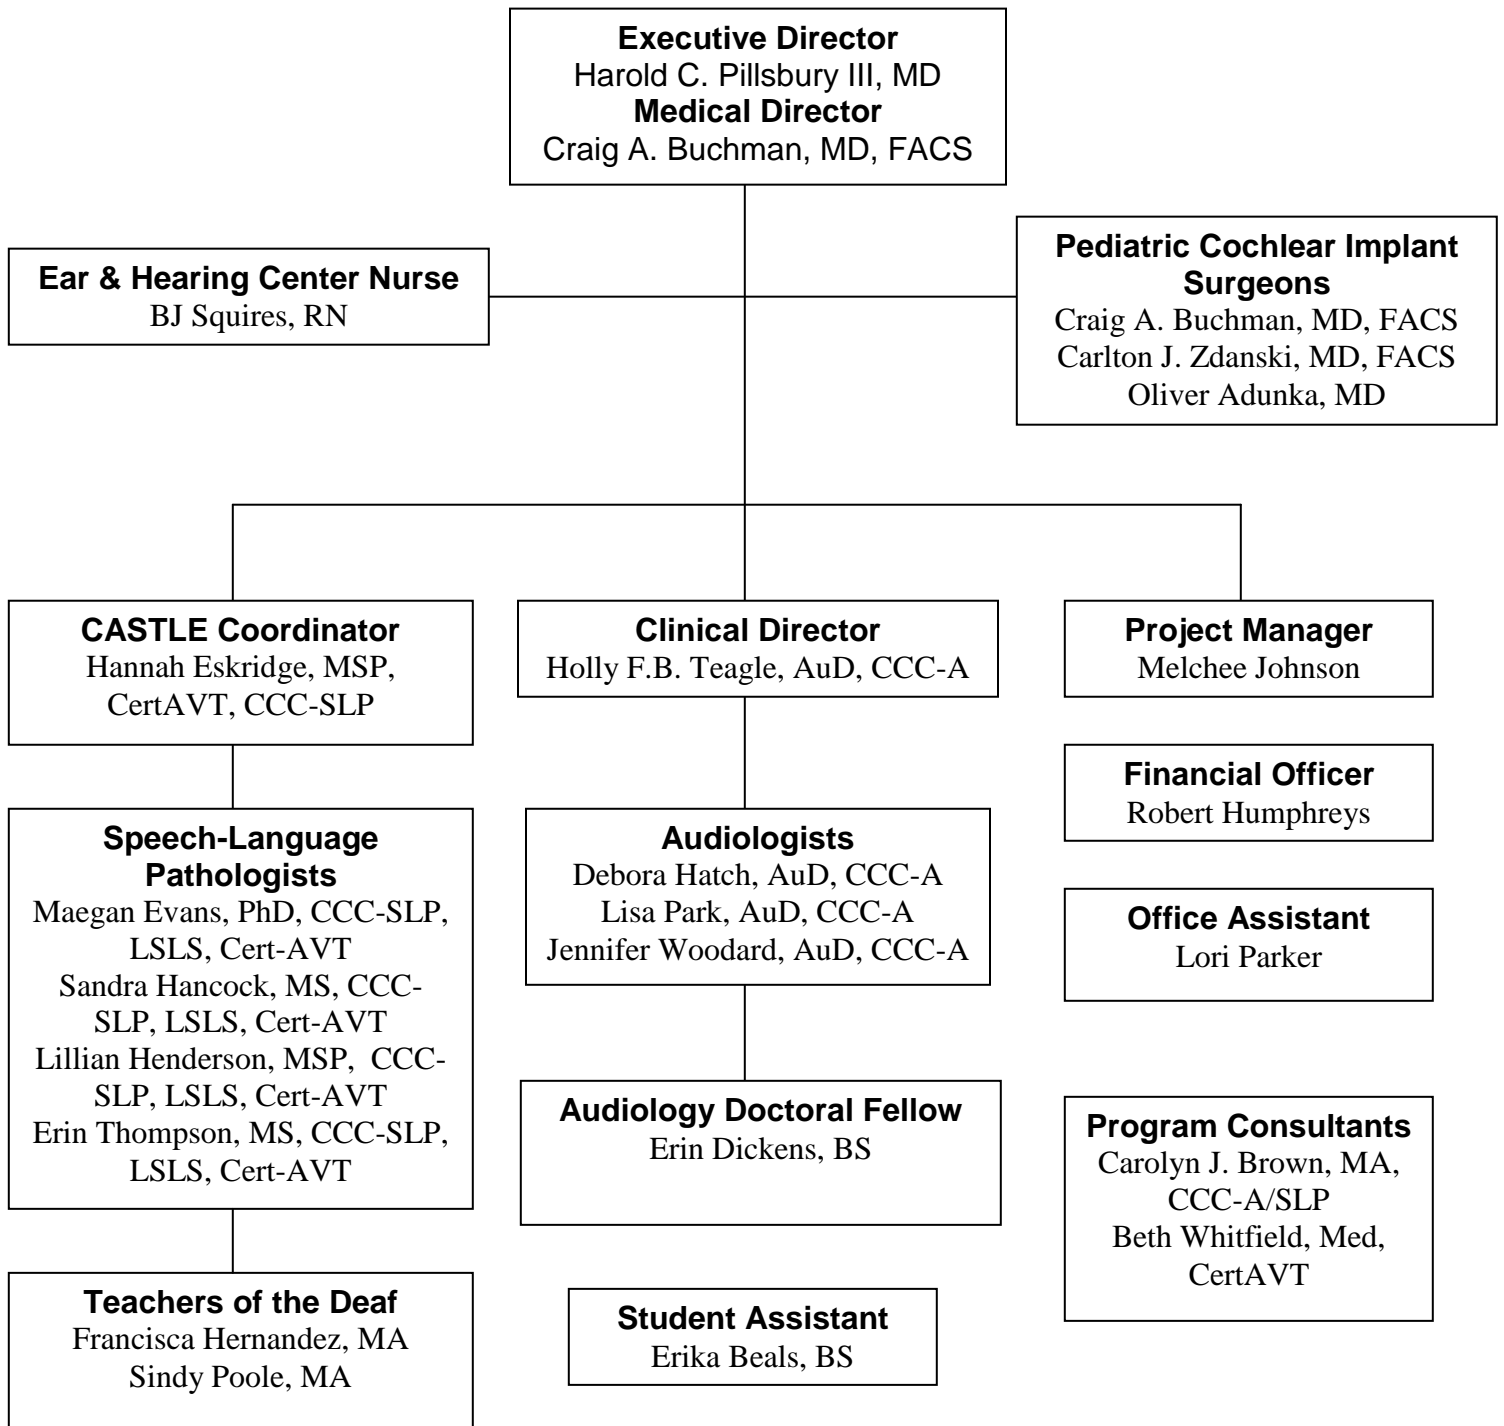 Executive Director
Harold C. Pillsbury III, MD
Medical Director
Craig A. Buchman, MD, FACS
Ear & Hearing Center Nurse
BJ Squires, RN
Pediatric Cochlear Implant
Surgeons
Craig A. Buchman, MD, FACS
Carlton J. Zdanski, MD, FACS
Oliver Adunka, MD
CASTLE Coordinator
Hannah Eskridge, MSP,
CertAVT, CCC-SLP
Speech-Language
Pathologists
Maegan Evans, PhD, CCC-SLP,
LSLS, Cert-AVT
Sandra Hancock, MS, CCC-
SLP, LSLS, Cert-AVT
Lillian Henderson, MSP, CCC-
SLP, LSLS, Cert-AVT
Erin Thompson, MS, CCC-SLP,
LSLS, Cert-AVT
Teachers of the Deaf
Francisca Hernandez, MA
Sindy Poole, MA
Clinical Director
Holly F.B. Teagle, AuD, CCC-A
Audiologists
Debora Hatch, AuD, CCC-A
Lisa Park, AuD, CCC-A
Jennifer Woodard, AuD, CCC-A
Audiology Doctoral Fellow
Erin Dickens, BS
Student Assistant
Erika Beals, BS
Project Manager
Melchee Johnson
Financial Officer
Robert Humphreys
Office Assistant
Lori Parker
Program Consultants
Carolyn J. Brown, MA,
CCC-A/SLP
Beth Whitfield, Med,
CertAVT